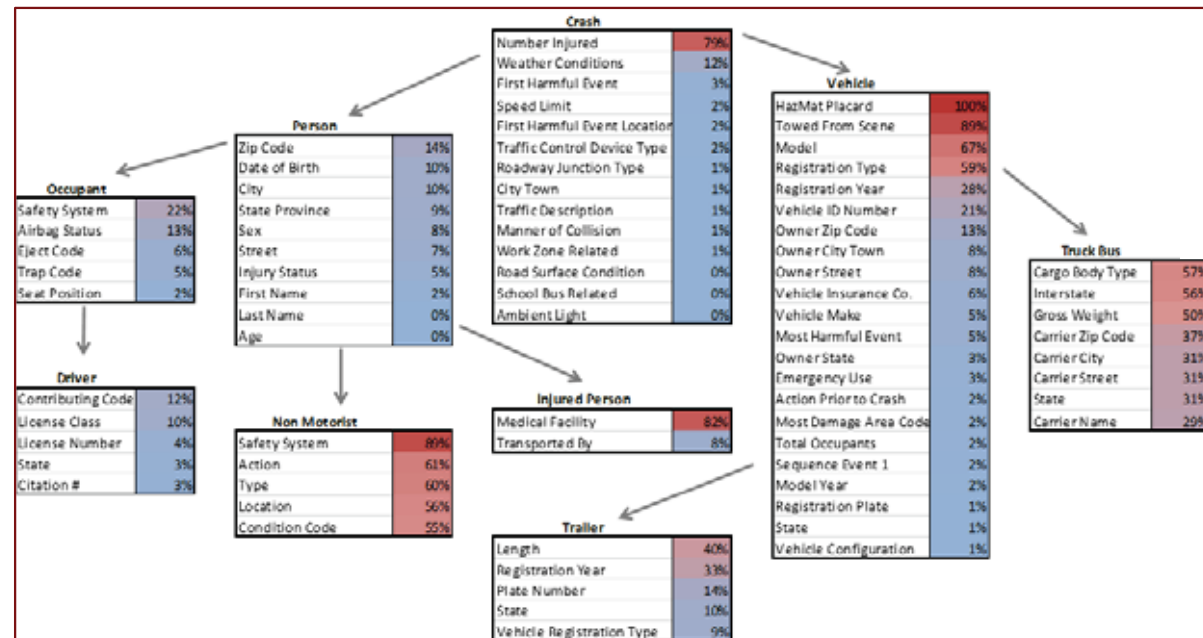 Crash
Number Injured 79%
Weather Conditions 12%
First Harmful Event 3%
Speed Limit 2%
First Harmful Event Location 2%
Traffic Control Device Type 2%
Roadway Junction Type 1%
City Town 1%
Traffic Description 1%
Manner of Collision 1%
Work Zone Related 1%
Road Surface Condition 0%
School Bus Related 0%
Ambient Light 0%
Person
Zip Code 14%
Date of Birth 10%
City 10%
State Province 9%
Sex 8%
Street 7%
Injury Status 5%
First Name 2%
Last Name 0%
Age 0%
Vehicle
HazMat Placard 100%
Towed From Scene 89%
Model 67%
Registration Type 59%
Registration Year 28%
Vehicle ID Number 21%
Owner Zip Code 13%
Owner City Town 8%
Owner Street 8%
Vehicle Insurance Co. 6%
Vehicle Make 5%
Most Harmful Event 5%
Owner State 3%
Emergency Use 3%
Action Prior to Crash 2%
Most Damage Area Code 2%
Total Occupants 2%
Sequence Event 1 2%
Model Year 2%
Registration Plate 1%
State 1%
Vehicle Configuration 1%
Occupant
Safety System 22%
Airbag Status 13%
Eject Code 6%
Trap Code 5%
Seat Position 2%
Truck Bus
Cargo Body Type 57%
Interstate 56%
Gross Weight 50%
Carrier Zip Code 37%
Carrier City 31%
Carrier Street 31%
State 31%
Carrier Name 29%
Driver
Contributing Code 12%
License Class 10%
License Number 4%
State 3%
Citation # 3%
Non Motorist
Safety System 89%
Action 61%
Type 60%
Location 56%
Condition Code 55%
Injured Person
Medical Facility 82%
Transported By 8%
Trailer
Length 40%
Registration Year 33%
Plate Number 14%
State 10%
Vehicle Registration Type 9%